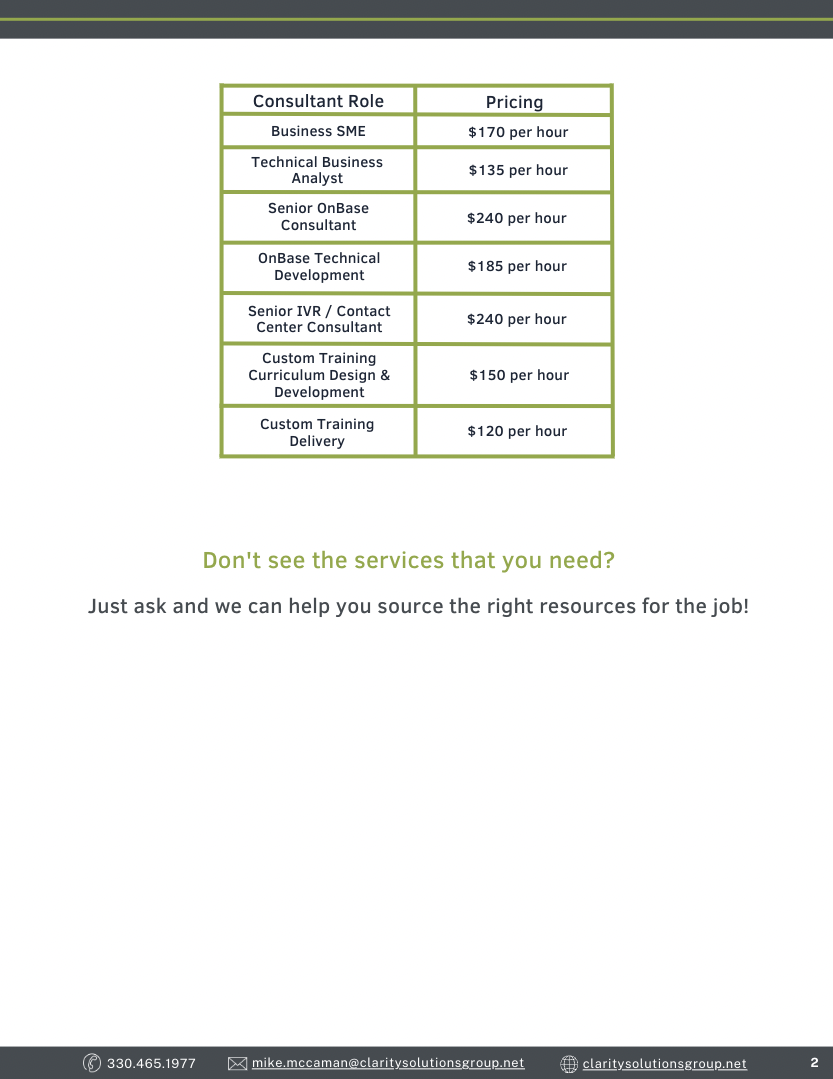 Consultant Role
Pricing
Business SME
$170 per hour
Technical Business
Analyst
$135 per hour
Senior OnBase
Consultant
$240 per hour
OnBase Technical
Development
$185 per hour
Senior IVR / Contact
Center Consultant
$240 per hour
Custom Training
Curriculum Design &
Development
$150 per hour
Custom Training
Delivery
$120 per hour
Don't see the services that you need?
Just ask and we can help you source the right resources for the job!
330.465.1977 mike.mccaman@claritysolutionsgroup.net claritysolutionsgroup.net 2